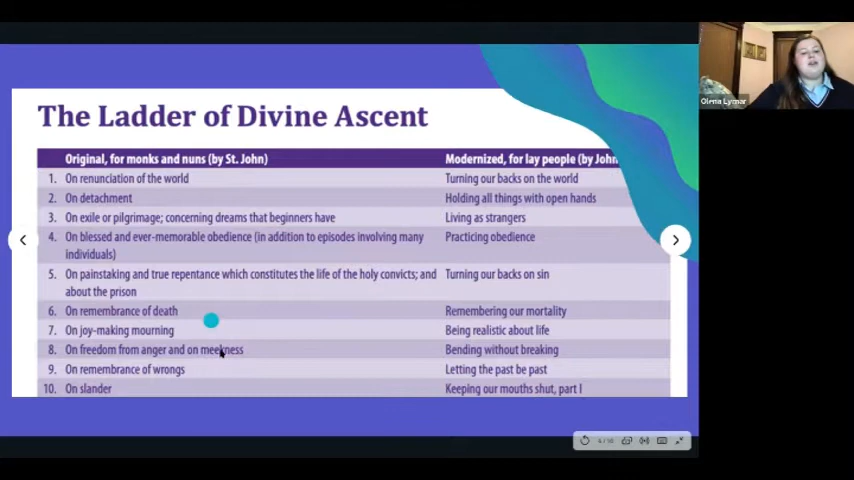 The Ladder of Divine Ascent
Original, for monks and nuns (by St. John) Modernized, for lay people (by John
1. On renunciation of the world Turning our backs on the world
2. On detachment Holding all things with open hands
3. On exile or pilgrimage; concerning dreams that beginners have Living as strangers
4. On blessed and ever-memorable obedience (in addition to episodes involving many Practicing obedience
individuals)
5. On painstaking and true repentance which constitutes the life of the holy convicts; and Turning our backs on sin
about the prison
6. On remembrance of death Remembering our mortality
7. On joy-making mourning Being realistic about life
8. On freedom from anger and on meekness Bending without breaking
9. On remembrance of wrongs Letting the past be past
10. On slander Keeping our mouths shut, part I
Olena Lymar